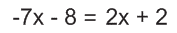 -7x - 8 = 2x + 2